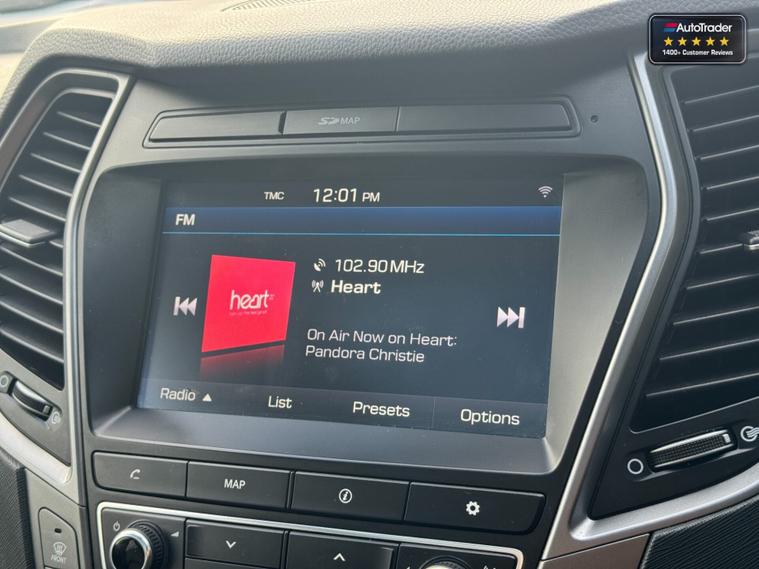 AutoTrader
1400+ Customer Reviews
SD MAP
TMC 12:01 PM
FM
102.90 MHz
Heart
heart
On Air Now on Heart:
Pandora Christie
Radio ▲ List Presets Options
MAP
FRONT